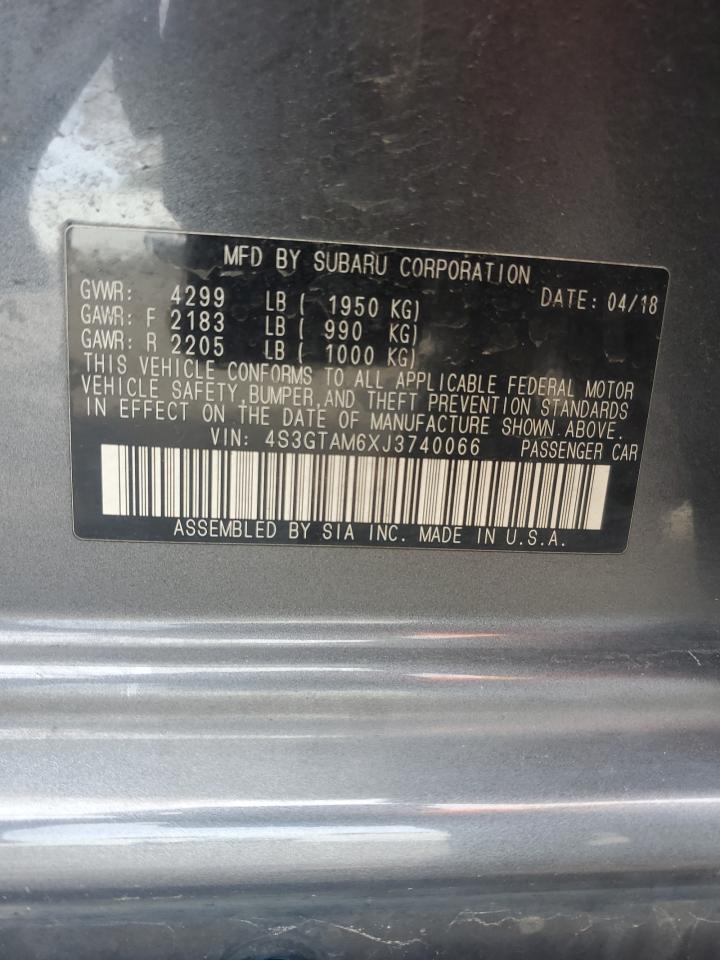 MFD BY SUBARU CORPORATION
GVWR: 4299 LB ( 1950 KG) DATE: 04/18
GAWR: F 2183 LB ( 990 KG)
GAWR: R 2205 LB ( 1000 KG)
THIS VEHICLE CONFORMS TO ALL APPLICABLE FEDERAL MOTOR
VEHICLE SAFETY, BUMPER, AND THEFT PREVENTION STANDARDS
IN EFFECT ON THE DATE OF MANUFACTURE SHOWN ABOVE.
VIN: 4S3GTAM6XJ3740066 PASSENGER CAR
ASSEMBLED BY SIA INC. MADE IN U.S.A.